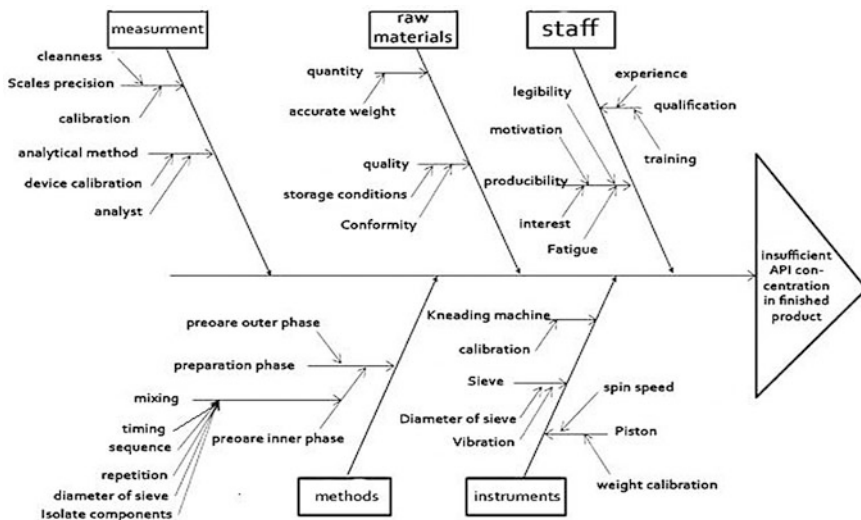 measurment
raw
materials
staff
cleanness
Scales precision
calibration
analytical method
device calibration
analyst
quantity
accurate weight
quality
storage conditions
Conformity
experience
legibility
qualification
motivation
training
producibility
interest
Fatigue
insufficient
API con-
centration
in finished
product
preoare outer phase
preparation phase
mixing
timing
sequence
preoare inner phase
repetition
diameter of sieve
Isolate components
methods
Kneading machine
calibration
Sieve
Diameter of sieve
Vibration
spin speed
Piston
weight calibration
instruments